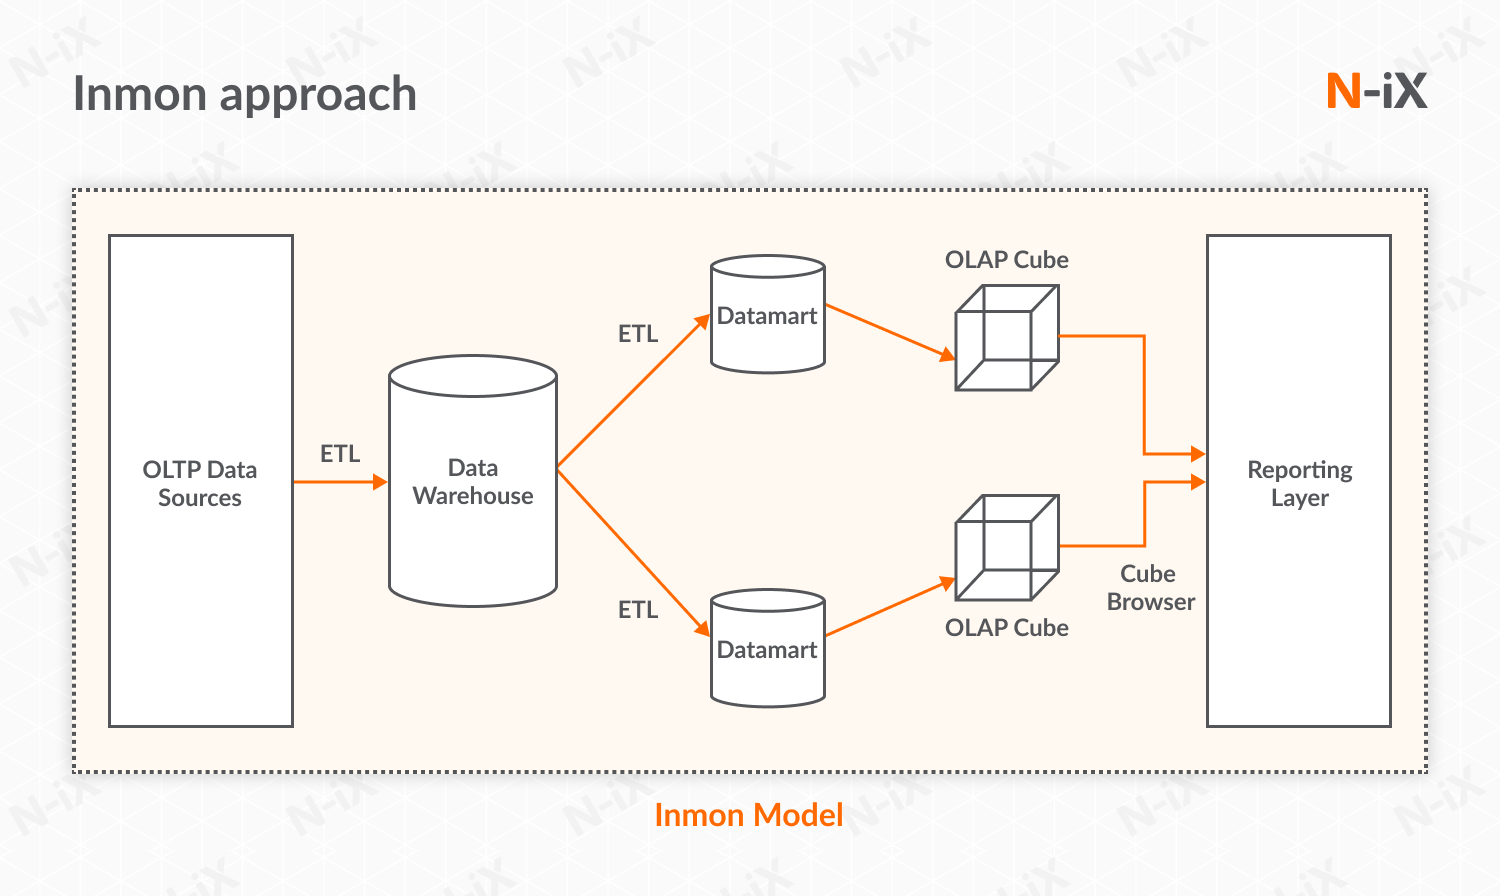 Inmon approach
N-iX
OLTP Data
Sources
ETL
Data
Warehouse
ETL
ETL
Datamart
Datamart
OLAP Cube
OLAP Cube
Cube
Browser
Reporting
Layer
Inmon Model